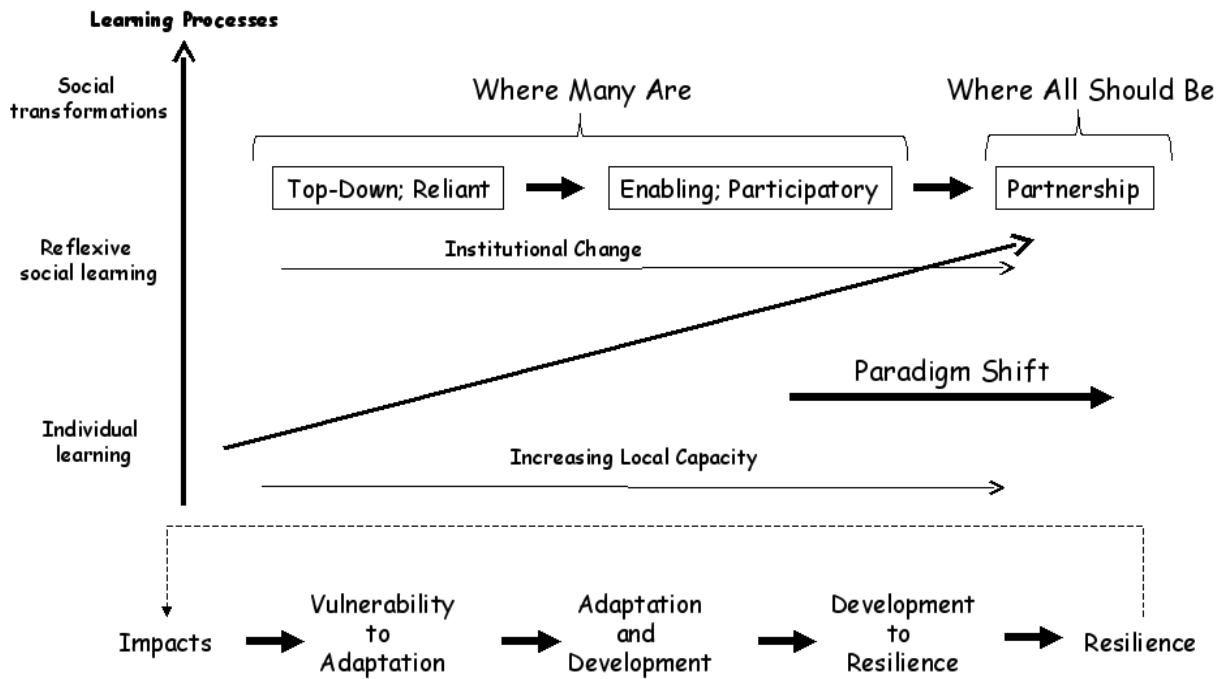 Learning Processes
Social
transformations
Where Many Are
Where All Should Be
Top-Down; Reliant
Enabling; Participatory
Partnership
Reflexive
social learning
Institutional Change
Paradigm Shift
Individual
learning
Increasing Local Capacity
Impacts
Vulnerability
to
Adaptation
Adaptation
and
Development
Development
to
Resilience
Resilience